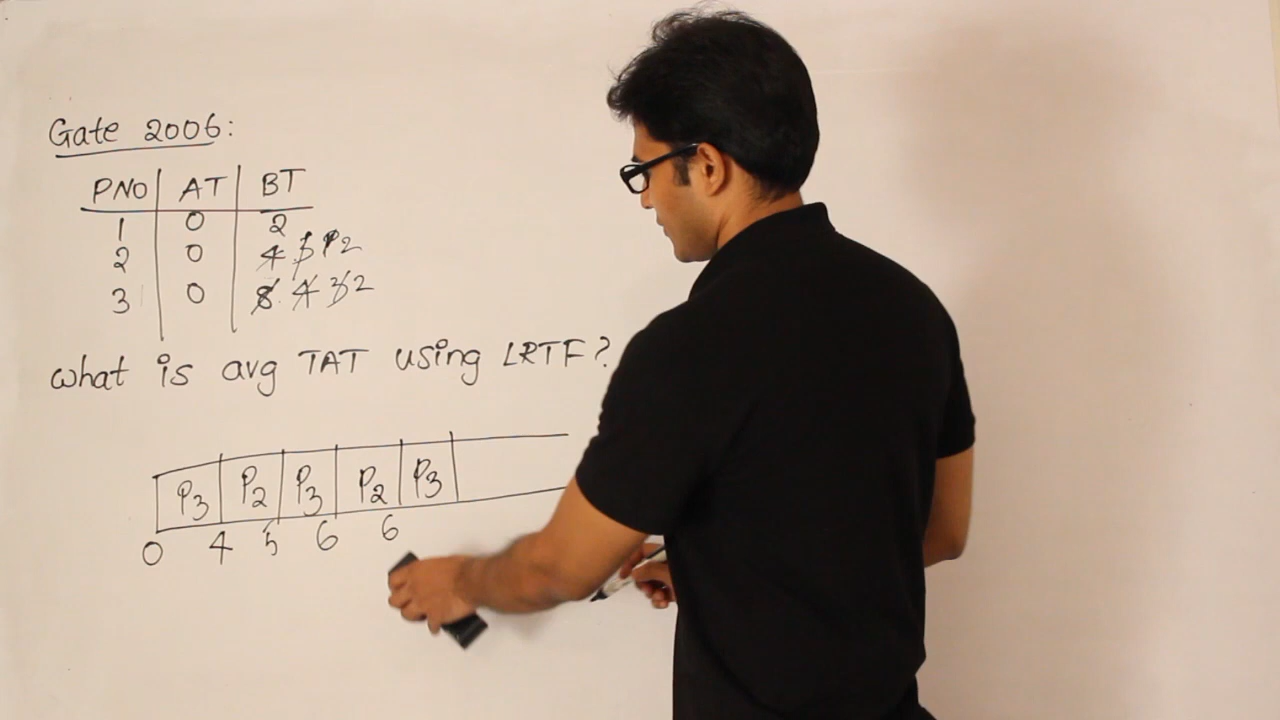 Gate 2006:
PNO AT BT
1 0 2
2 0 4 3 2
3 0 8 4 3 2
what is avg TAT using LRTF?
P3 P2 P3 P2 P3
0 4 5 6 6